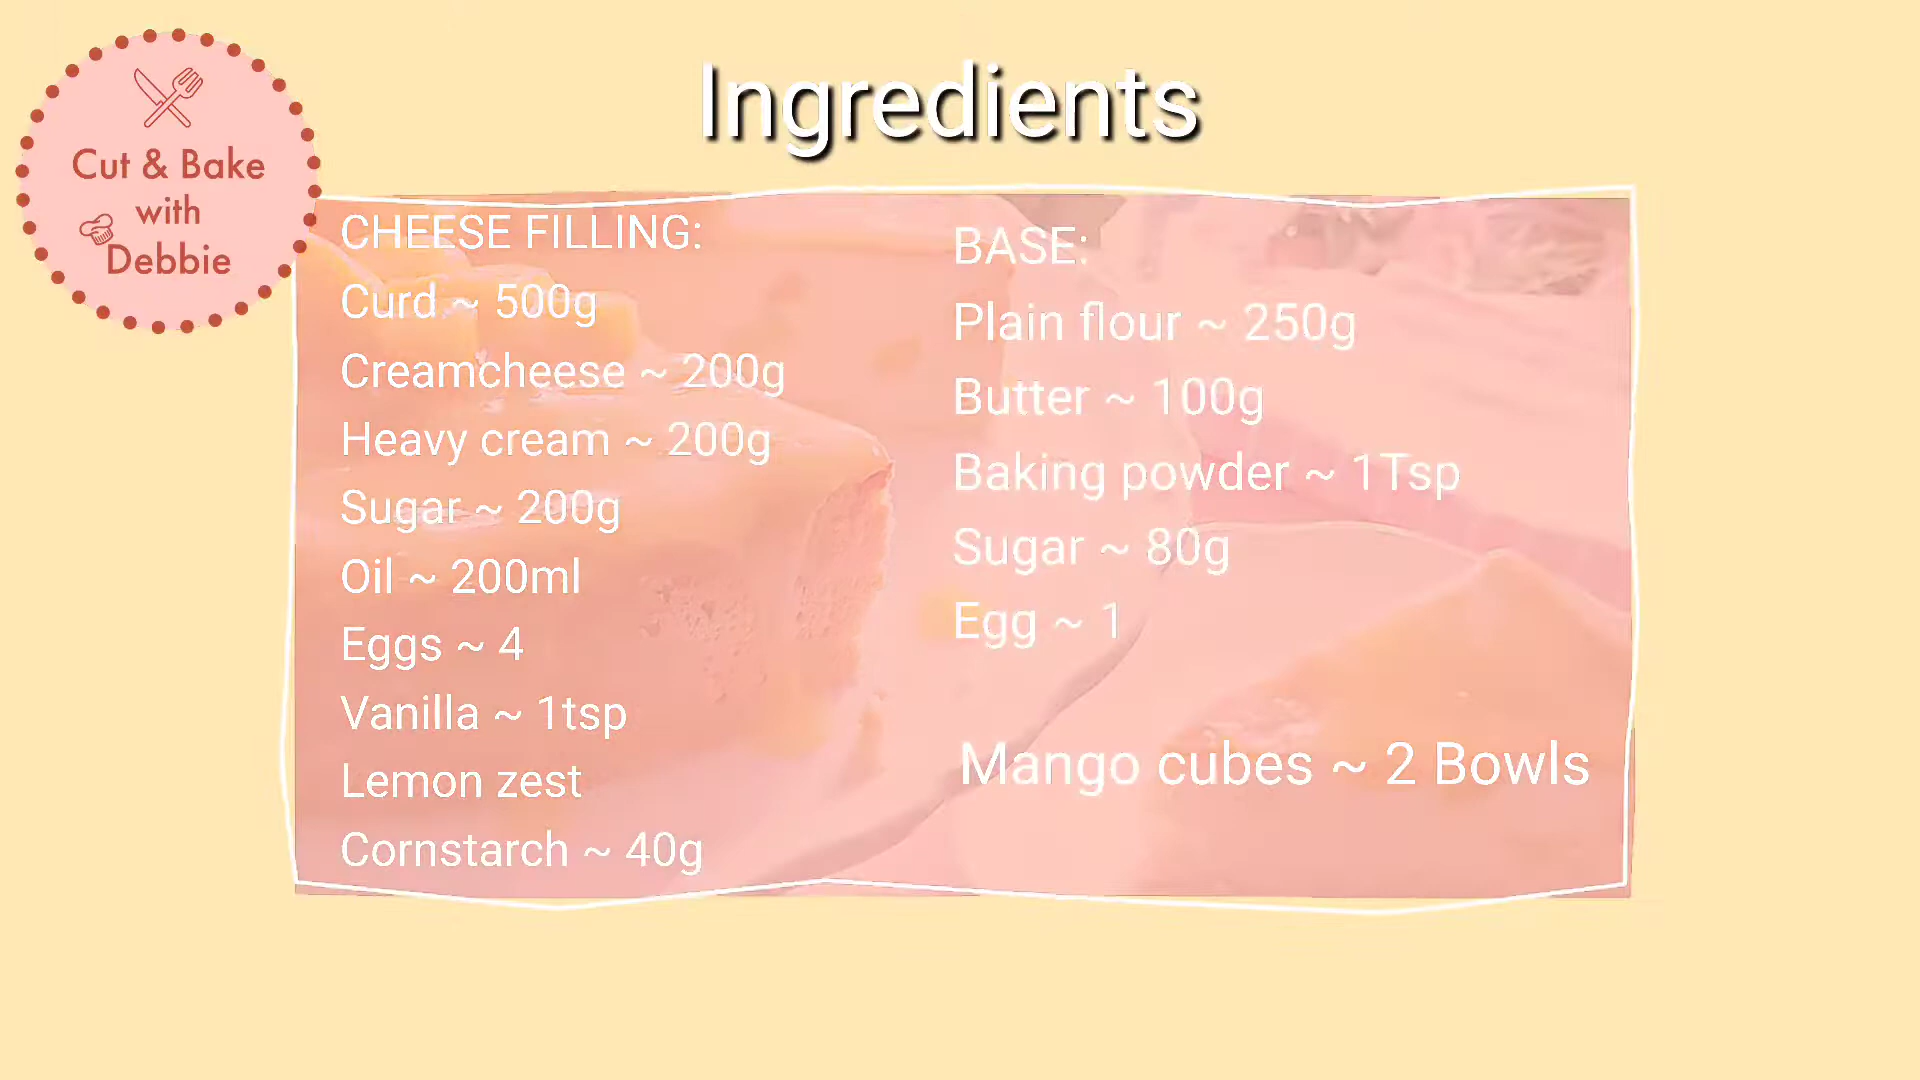 Ingredients
Cut & Bake
with
Debbie
CHEESE FILLING:
Curd ~ 500g
Creamcheese ~ 200g
Heavy cream ~ 200g
Sugar ~ 200g
Oil ~ 200ml
Eggs ~ 4
Vanilla ~ 1tsp
Lemon zest
Cornstarch ~ 40g
BASE:
Plain flour ~ 250g
Butter ~ 100g
Baking powder ~ 1Tsp
Sugar ~ 80g
Egg ~ 1
Mango cubes ~ 2 Bowls